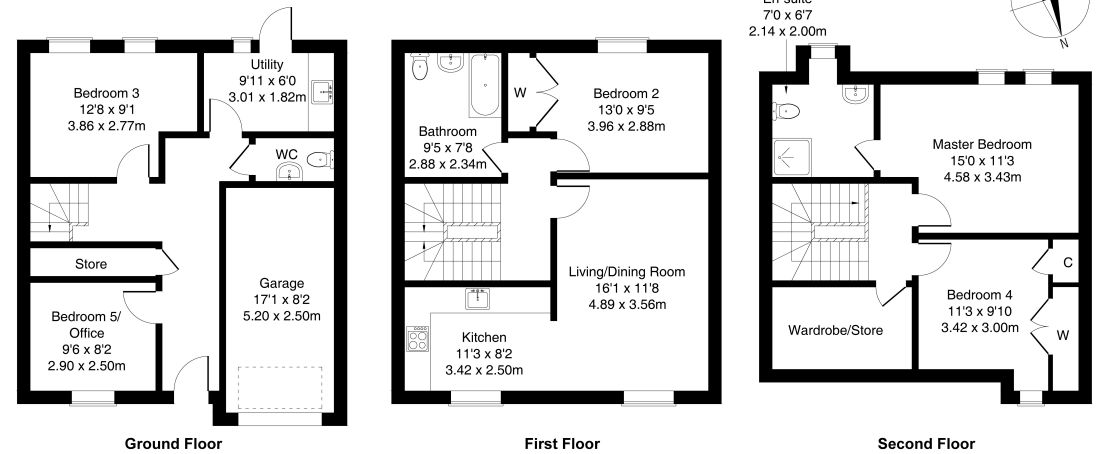 Bedroom 3
12'8 x 9'1
3.86 x 2.77m
Utility
9'11 x 6'0
3.01 x 1.82m
WC
Store
Bedroom 5/
Office
9'6 x 8'2
2.90 x 2.50m
Garage
17'1 x 8'2
5.20 x 2.50m
Ground Floor
Bathroom
9'5 x 7'8
2.88 x 2.34m
W
Bedroom 2
13'0 x 9'5
3.96 x 2.88m
Living/Dining Room
16'1 x 11'8
4.89 x 3.56m
Kitchen
11'3 x 8'2
3.42 x 2.50m
First Floor
En-suite
7'0 x 6'7
2.14 x 2.00m
N
Master Bedroom
15'0 x 11'3
4.58 x 3.43m
C
Bedroom 4
11'3 x 9'10
3.42 x 3.00m
W
Wardrobe/Store
Second Floor